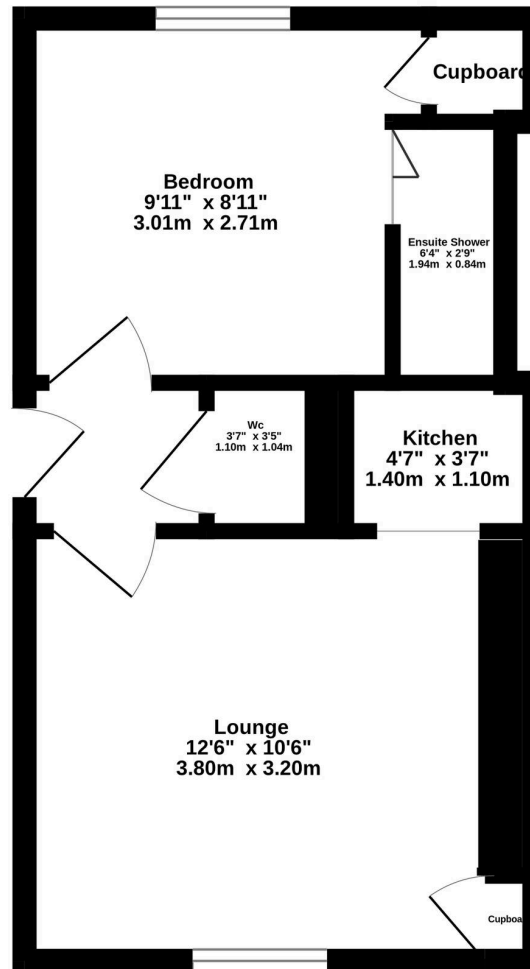 Cupboard
Bedroom
9'11" x 8'11"
3.01m x 2.71m
Ensuite Shower
6'4" x 2'9"
1.94m x 0.84m
Wc
3'7" x 3'5"
1.10m x 1.04m
Kitchen
4'7" x 3'7"
1.40m x 1.10m
Lounge
12'6" x 10'6"
3.80m x 3.20m
Cupboa